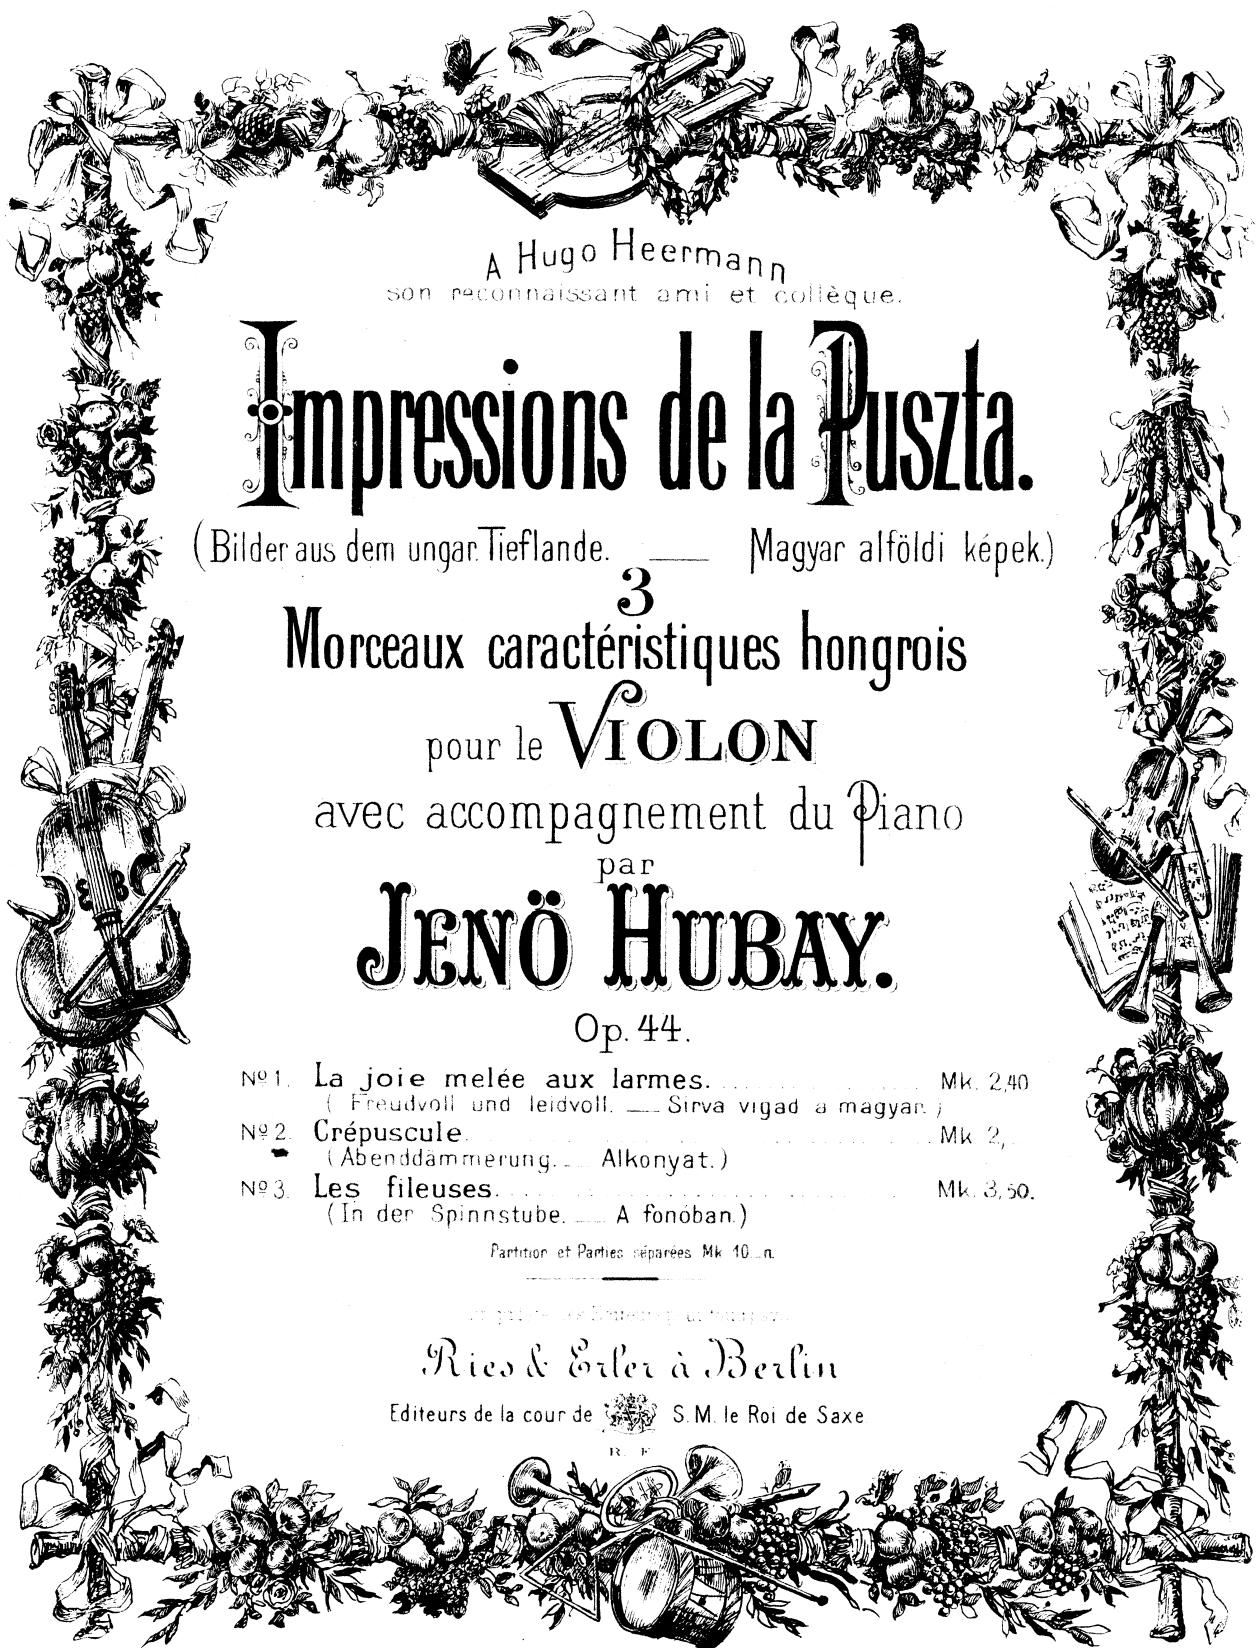 A Hugo Heermann
son reconnaissant ami et collèque.
Impressions de la Puszta.
(Bilder aus dem ungar. Tieflande. — Magyar alföldi képek.)
3
Morceaux caractéristiques hongrois
pour le VIOLON
avec accompagnement du Piano
par
JENÖ HUBAY.
Op. 44.
No 1. La joie melée aux larmes. Mk. 2,40
( Freudvoll und leidvoll. — Sirva vigad a magyar. )
No 2. Crépuscule. Mk 2,
(Abenddämmerung. — Alkonyat.)
No 3. Les fileuses. Mk. 3,50.
(In der Spinnstube. — A fonóban.)
Partition et Parties séparées Mk 10 n.
Ries & Erler à Berlin
Editeurs de la cour de S. M. le Roi de Saxe
R. E